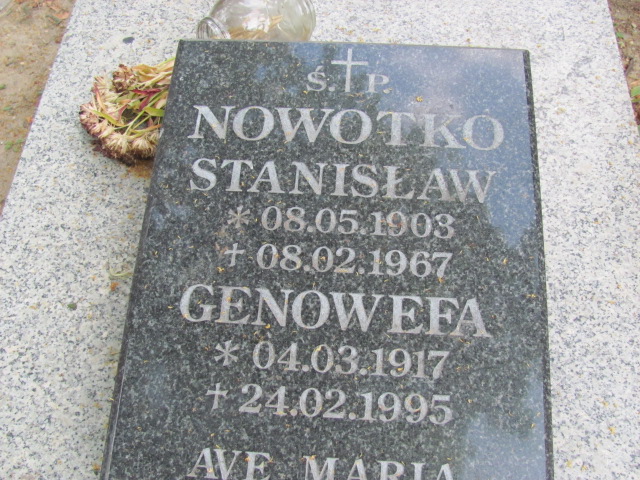 Ś.†P.
NOWOTKO
STANISŁAW
* 08.05.1903
† 08.02.1967
GENOWEFA
* 04.03.1917
† 24.02.1995
AVE MARIA